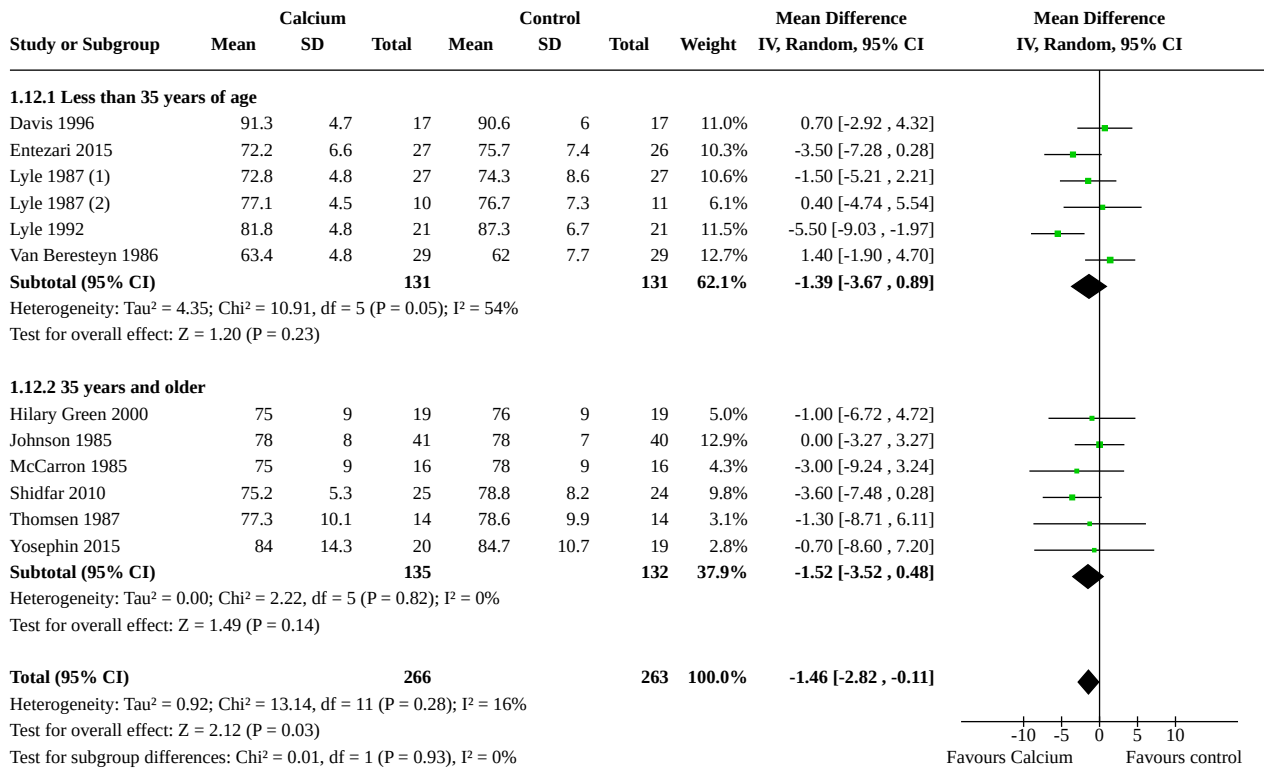 Calcium Control Mean Difference Mean Difference
Study or Subgroup Mean SD Total Mean SD Total Weight IV, Random, 95% CI IV, Random, 95% CI
1.12.1 Less than 35 years of age
Davis 1996 91.3 4.7 17 90.6 6 17 11.0% 0.70 [-2.92 , 4.32]
Entezari 2015 72.2 6.6 27 75.7 7.4 26 10.3% -3.50 [-7.28 , 0.28]
Lyle 1987 (1) 72.8 4.8 27 74.3 8.6 27 10.6% -1.50 [-5.21 , 2.21]
Lyle 1987 (2) 77.1 4.5 10 76.7 7.3 11 6.1% 0.40 [-4.74 , 5.54]
Lyle 1992 81.8 4.8 21 87.3 6.7 21 11.5% -5.50 [-9.03 , -1.97]
Van Beresteyn 1986 63.4 4.8 29 62 7.7 29 12.7% 1.40 [-1.90 , 4.70]
Subtotal (95% CI) 131 131 62.1% -1.39 [-3.67 , 0.89]
Heterogeneity: Tau² = 4.35; Chi² = 10.91, df = 5 (P = 0.05); I² = 54%
Test for overall effect: Z = 1.20 (P = 0.23)
1.12.2 35 years and older
Hilary Green 2000 75 9 19 76 9 19 5.0% -1.00 [-6.72 , 4.72]
Johnson 1985 78 8 41 78 7 40 12.9% 0.00 [-3.27 , 3.27]
McCarron 1985 75 9 16 78 9 16 4.3% -3.00 [-9.24 , 3.24]
Shidfar 2010 75.2 5.3 25 78.8 8.2 24 9.8% -3.60 [-7.48 , 0.28]
Thomsen 1987 77.3 10.1 14 78.6 9.9 14 3.1% -1.30 [-8.71 , 6.11]
Yosephin 2015 84 14.3 20 84.7 10.7 19 2.8% -0.70 [-8.60 , 7.20]
Subtotal (95% CI) 135 132 37.9% -1.52 [-3.52 , 0.48]
Heterogeneity: Tau² = 0.00; Chi² = 2.22, df = 5 (P = 0.82); I² = 0%
Test for overall effect: Z = 1.49 (P = 0.14)
Total (95% CI) 266 263 100.0% -1.46 [-2.82 , -0.11]
Heterogeneity: Tau² = 0.92; Chi² = 13.14, df = 11 (P = 0.28); I² = 16%
Test for overall effect: Z = 2.12 (P = 0.03) -10 -5 0 5 10
Test for subgroup differences: Chi² = 0.01, df = 1 (P = 0.93), I² = 0% Favours Calcium Favours control